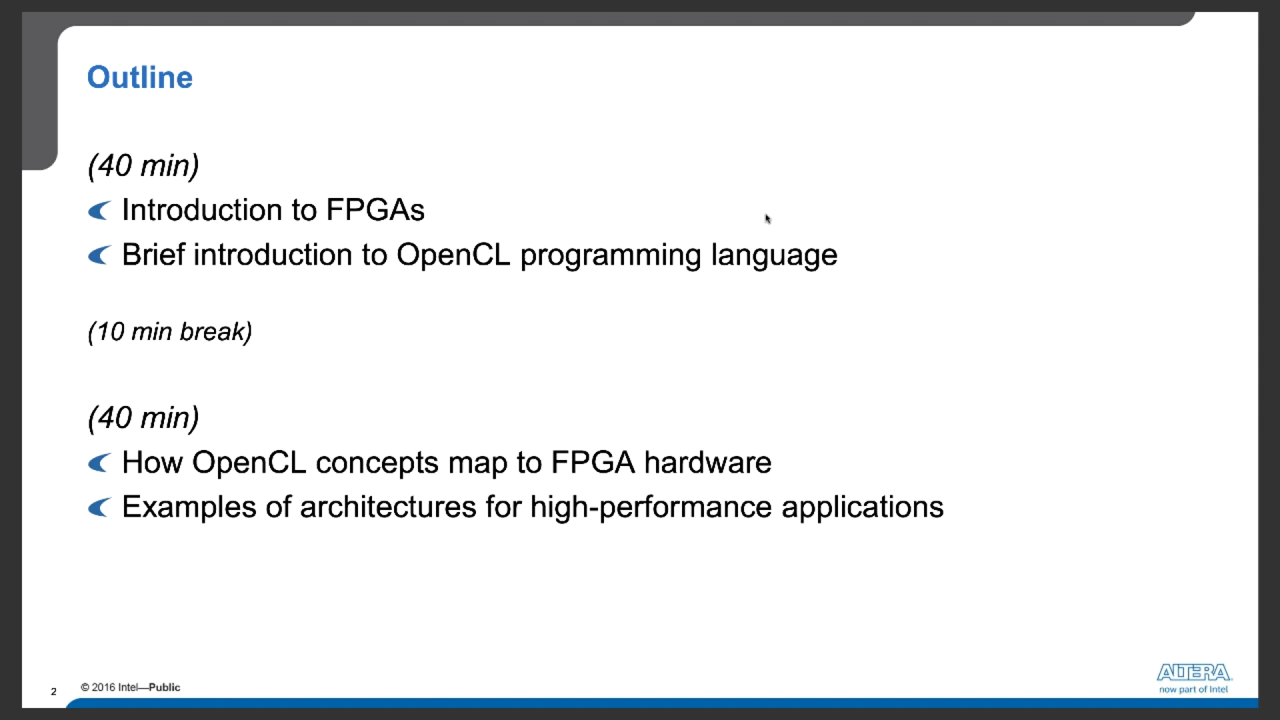 Outline
(40 min)
Introduction to FPGAs
Brief introduction to OpenCL programming language
(10 min break)
(40 min)
How OpenCL concepts map to FPGA hardware
Examples of architectures for high-performance applications
2
© 2016 Intel—Public
ALTERA
now part of Intel